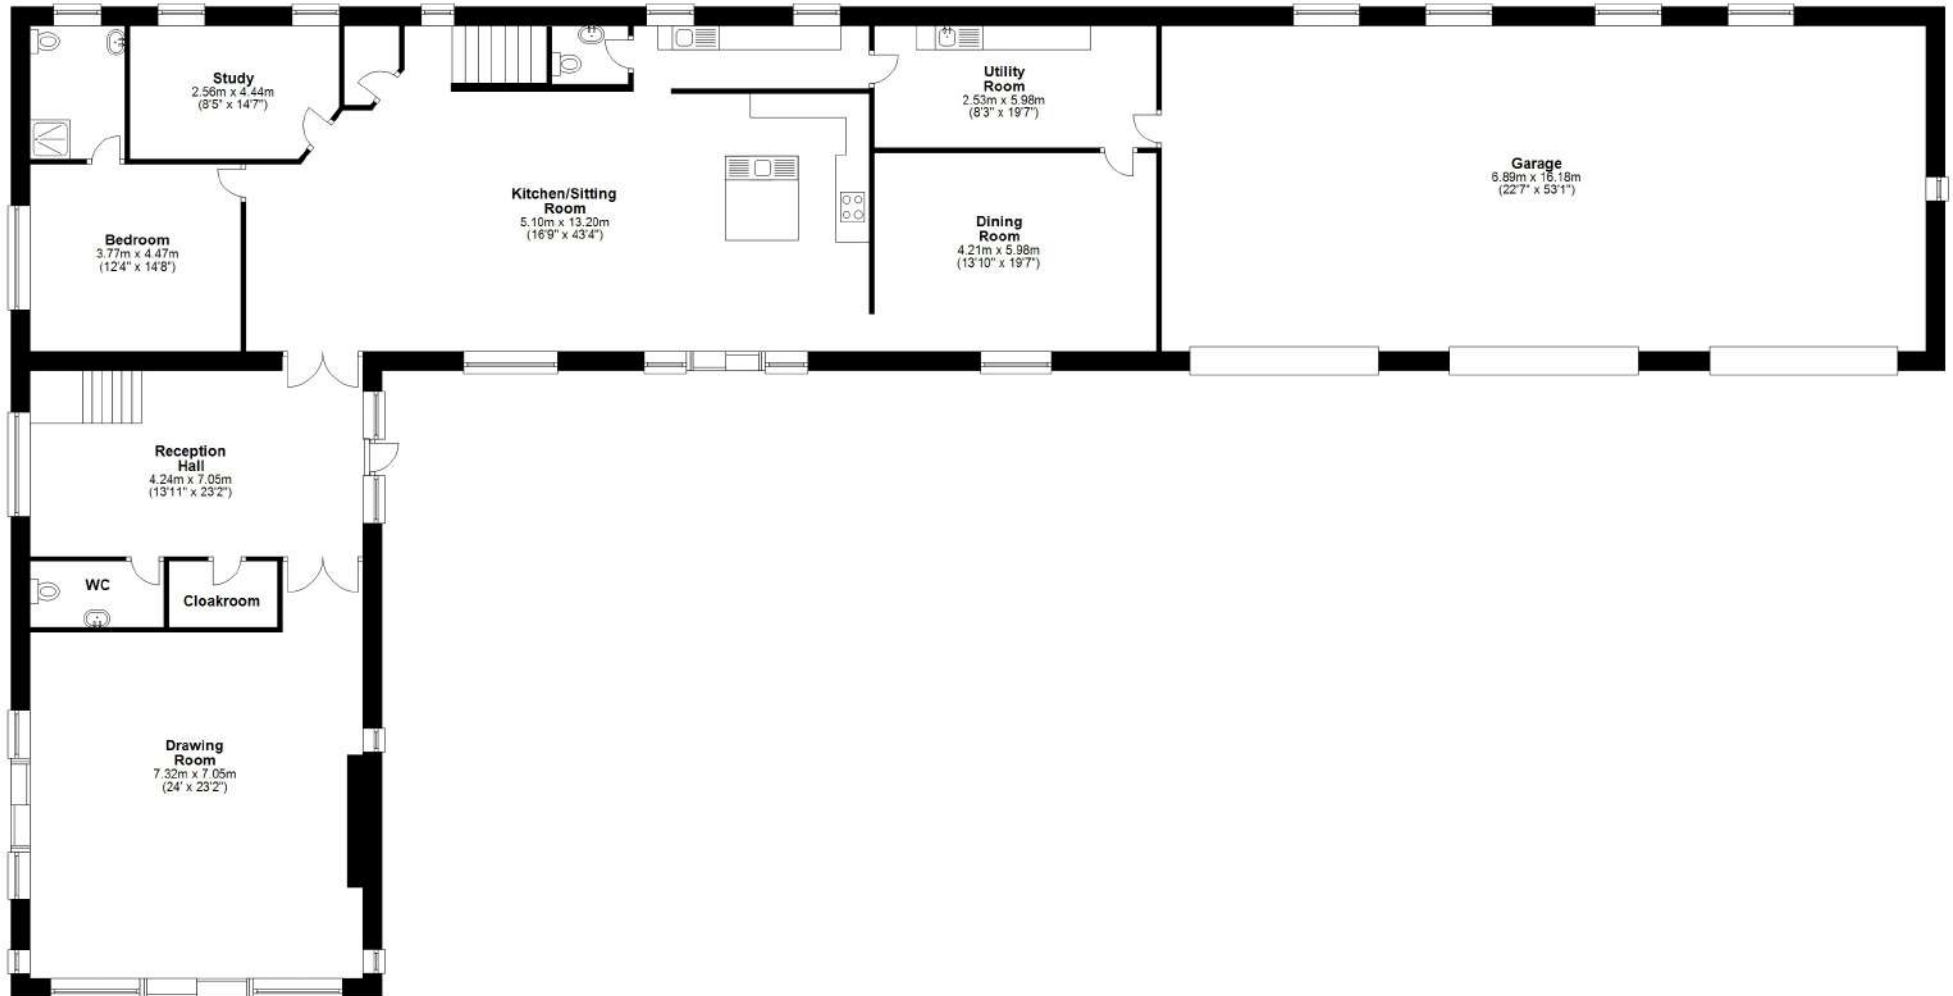 Study
2.56m x 4.44m
(8'5" x 14'7")
Utility
Room
2.53m x 5.98m
(8'3" x 19'7")
Garage
6.89m x 16.18m
(22'7" x 53'1")
Kitchen/Sitting
Room
5.10m x 13.20m
(16'9" x 43'4")
Dining
Room
4.21m x 5.98m
(13'10" x 19'7")
Bedroom
3.77m x 4.47m
(12'4" x 14'8")
Reception
Hall
4.24m x 7.05m
(13'11" x 23'2")
WC
Cloakroom
Drawing
Room
7.32m x 7.05m
(24' x 23'2")